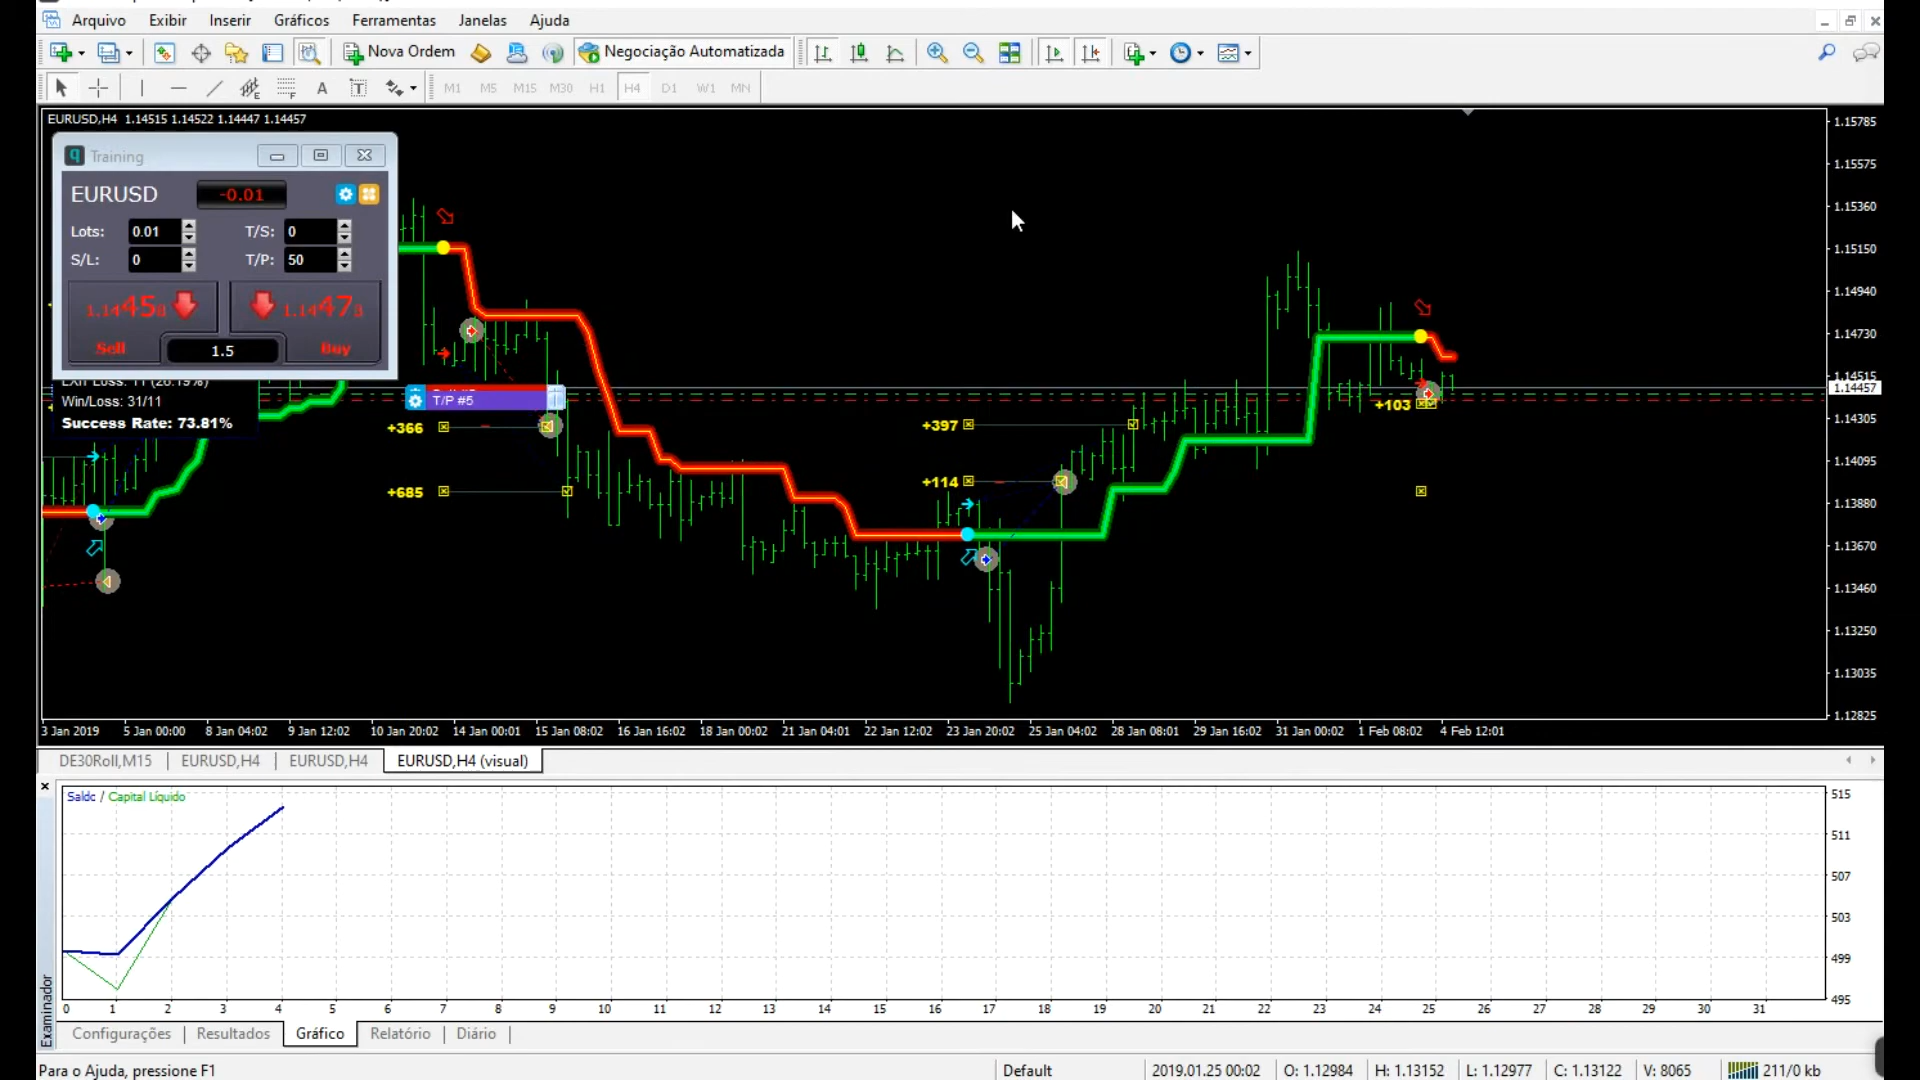 Arquivo Exibir Inserir Gráficos Ferramentas Janelas Ajuda
Nova Ordem Negociação Automatizada
A T M1 M5 M15 M30 H1 H4 D1 W1 MN
EURUSD,H4 1.14515 1.14522 1.14447 1.14457
Training
EURUSD -0.01
Lots: 0.01 T/S: 0
S/L: 0 T/P: 50
1.14458 1.14478
Sell 1.5 Buy
Win/Loss: 31/11
Success Rate: 73.81%
T/P #5
+366
+685
+397
+114
+103
1.15785
1.15575
1.15360
1.15150
1.14940
1.14730
1.14515
1.14457
1.14305
1.14095
1.13880
1.13670
1.13460
1.13250
1.13035
1.12825
3 Jan 2019 5 Jan 00:00 8 Jan 04:02 9 Jan 12:02 10 Jan 20:02 14 Jan 00:01 15 Jan 08:02 16 Jan 16:02 18 Jan 00:02 21 Jan 04:01 22 Jan 12:02 23 Jan 20:02 25 Jan 04:02 28 Jan 08:01 29 Jan 16:02 31 Jan 00:02 1 Feb 08:02 4 Feb 12:01
DE30Roll,M15 EURUSD,H4 EURUSD,H4 EURUSD,H4 (visual)
Saldo / Capital Líquido
515
511
507
503
499
495
0 1 2 3 4 5 6 7 8 9 10 11 12 13 14 15 16 17 18 19 20 21 22 23 24 25 26 27 28 29 30 31
Examinador
Configurações Resultados Gráfico Relatório Diário
Para o Ajuda, pressione F1 Default 2019.01.25 00:02 O: 1.12984 H: 1.13152 L: 1.12977 C: 1.13122 V: 8065 211/0 kb